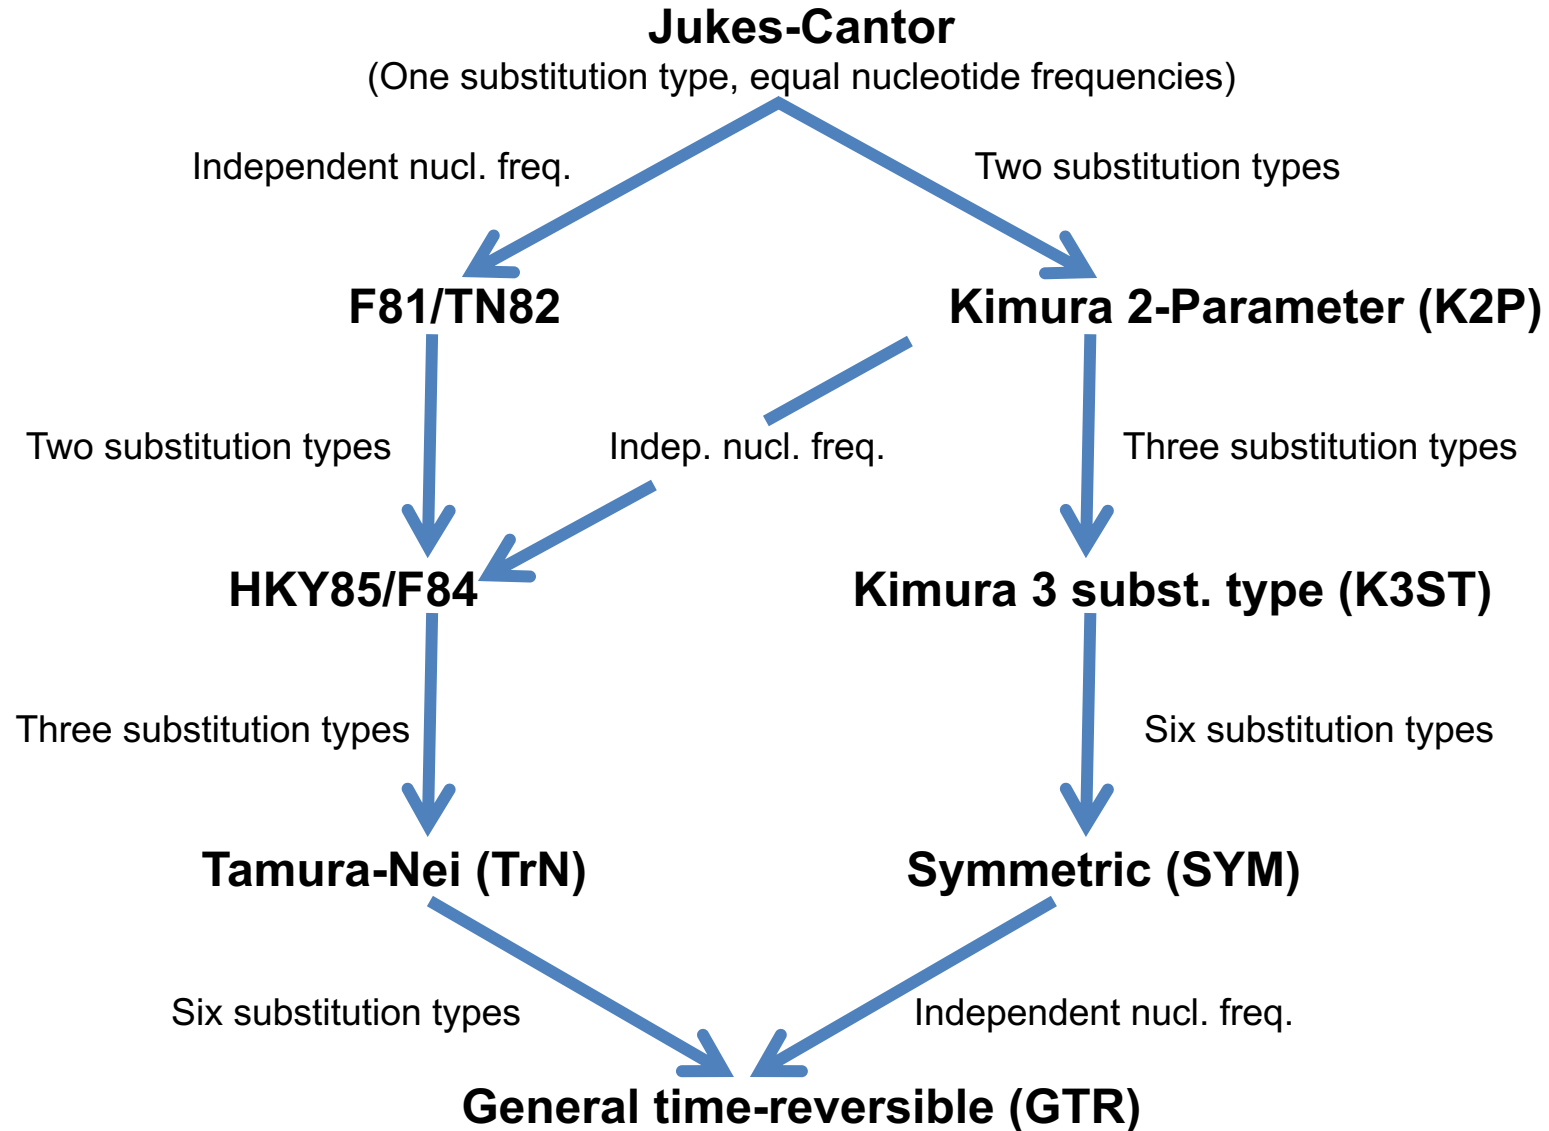 Jukes-Cantor
(One substitution type, equal nucleotide frequencies)
Independent nucl. freq.
Two substitution types
F81/TN82
Kimura 2-Parameter (K2P)
Two substitution types
Indep. nucl. freq.
Three substitution types
HKY85/F84
Kimura 3 subst. type (K3ST)
Three substitution types
Six substitution types
Tamura-Nei (TrN)
Symmetric (SYM)
Six substitution types
Independent nucl. freq.
General time-reversible (GTR)